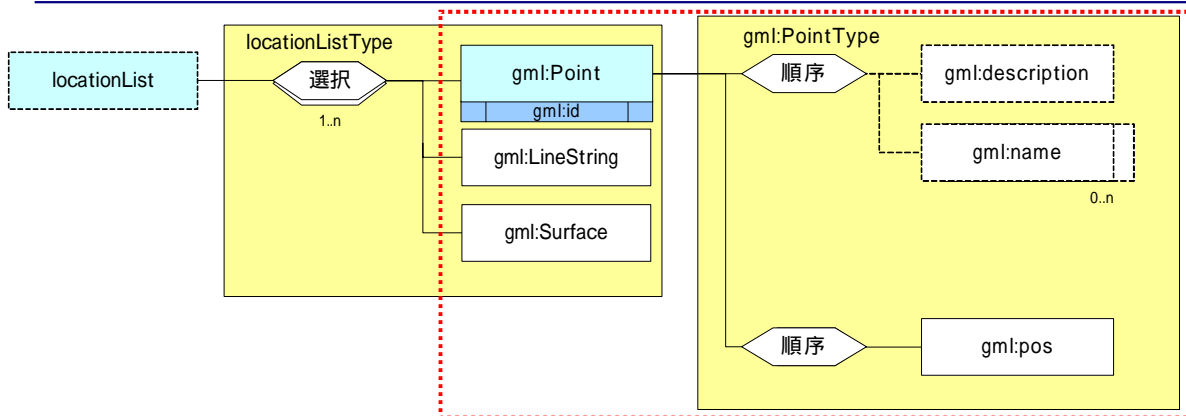 locationList
locationListType
選択
1..n
gml:Point
gml:id
gml:LineString
gml:Surface
gml:PointType
順序
gml:description
gml:name
0..n
順序
gml:pos